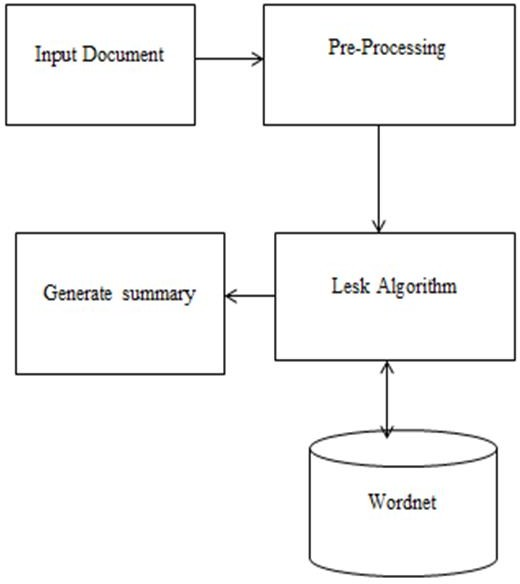 Input Document
Pre-Processing
Generate summary
Lesk Algorithm
Wordnet